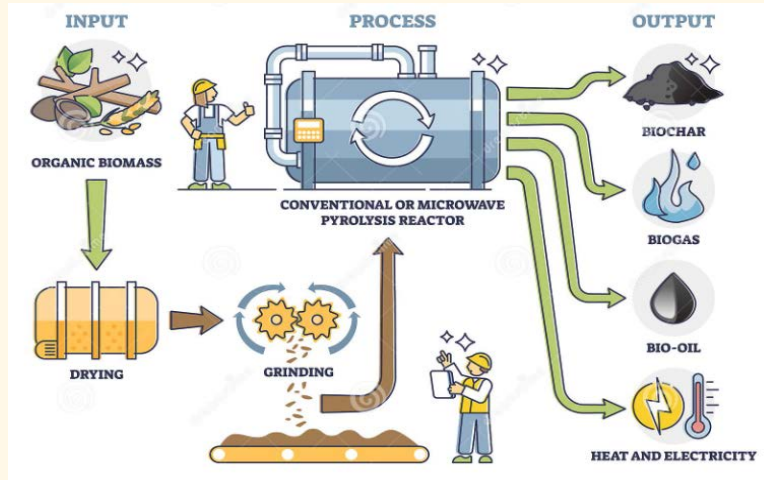 INPUT
PROCESS
OUTPUT
ORGANIC BIOMASS
CONVENTIONAL OR MICROWAVE
PYROLYSIS REACTOR
BIOCHAR
BIOGAS
DRYING
GRINDING
BIO-OIL
HEAT AND ELECTRICITY